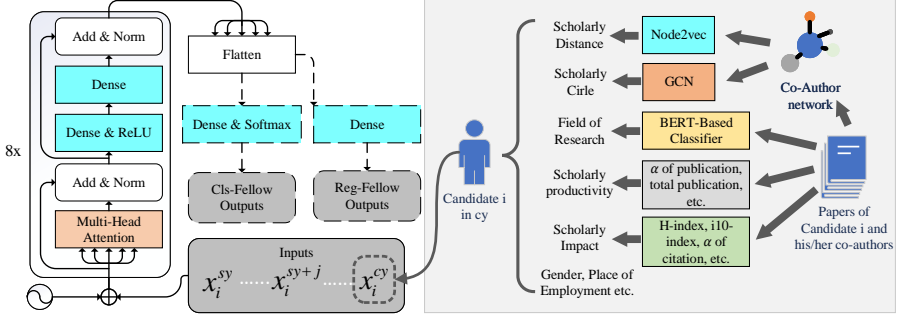 8x
Add & Norm
Dense
Dense & ReLU
Add & Norm
Multi-Head
Attention
Flatten
Dense & Softmax
Dense
Cls-Fellow
Outputs
Reg-Fellow
Outputs
Inputs
x_i^{sy} ...... x_i^{sy+j} ...... x_i^{cy}
Candidate i
in cy
Scholarly
Distance
Node2vec
Scholarly
Cirle
GCN
Field of
Research
BERT-Based
Classifier
Scholarly
productivity
α of publication,
total publication,
etc.
Scholarly
Impact
H-index, i10-
index, α of
citation, etc.
Gender, Place of
Employment etc.
Co-Author
network
Papers of
Candidate i and
his/her co-authors